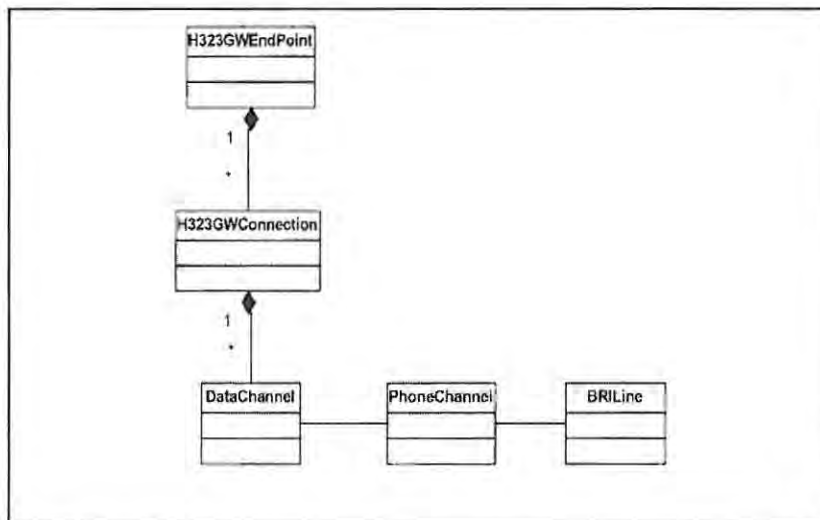 H323GWEndPoint
1
*
H323GWConnection
1
*
DataChannel
PhoneChannel
BRILine